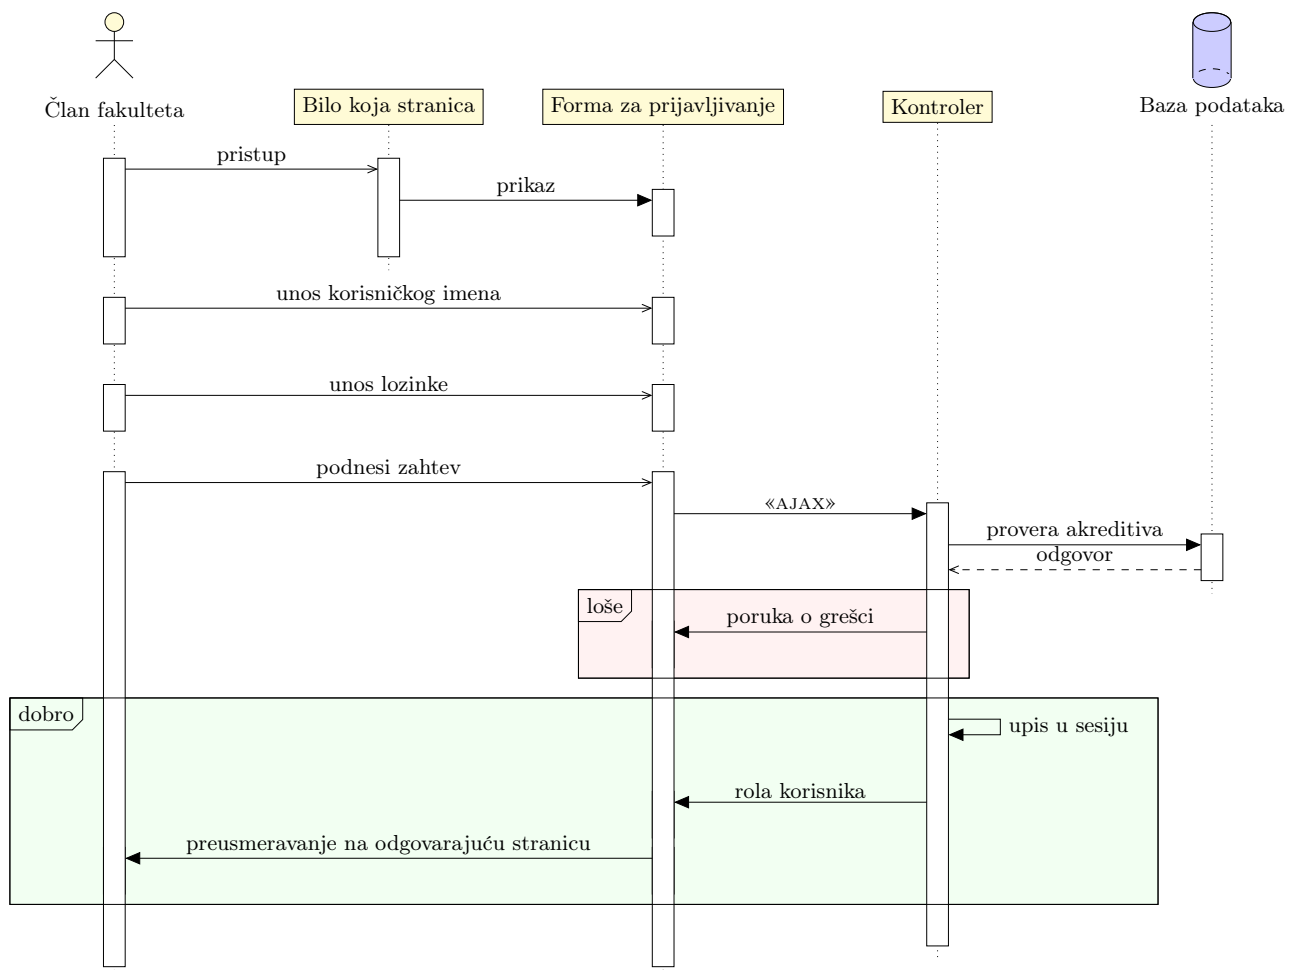 Član fakulteta
Bilo koja stranica
Forma za prijavljivanje
Kontroler
Baza podataka
pristup
prikaz
unos korisničkog imena
unos lozinke
podnesi zahtev
«AJAX»
provera akreditiva
odgovor
loše
poruka o grešci
dobro
upis u sesiju
rola korisnika
preusmeravanje na odgovarajuću stranicu